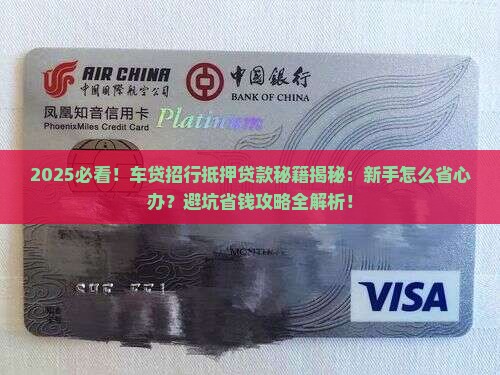 AIR CHINA
中国国际航空公司
中国银行
BANK OF CHINA
凤凰知音信用卡
PhoenixMiles Credit Card
Platinum
2025必看！车贷招行抵押贷款秘籍揭秘：新手怎么省心
办？避坑省钱攻略全解析！
VISA